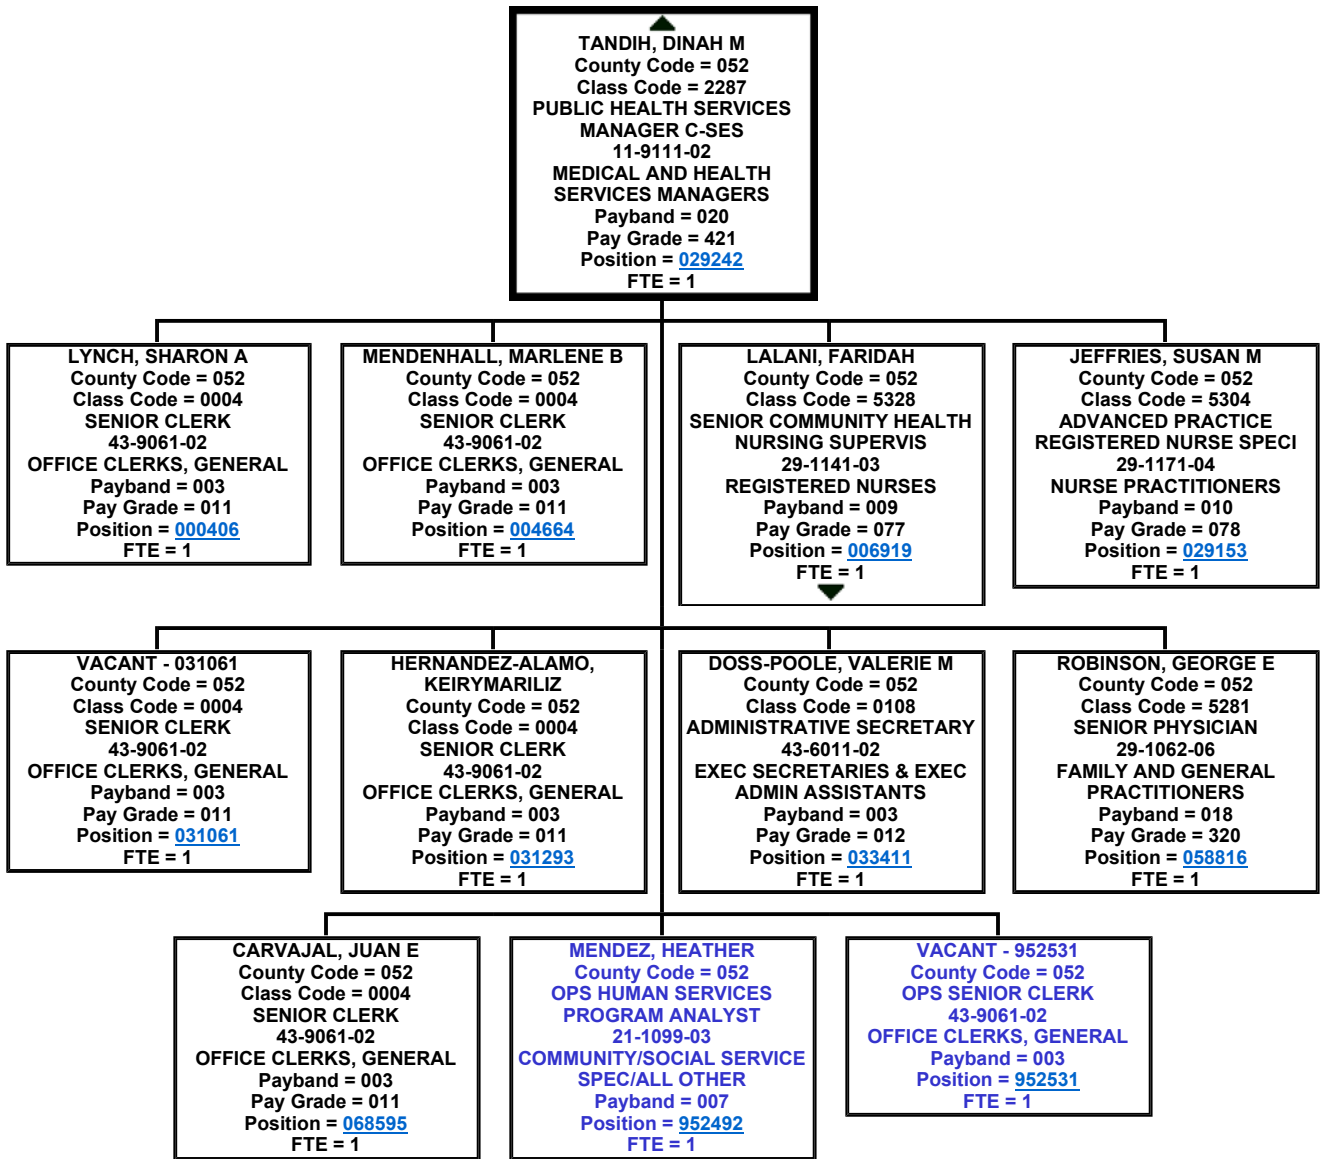 TANDIH, DINAH M
County Code = 052
Class Code = 2287
PUBLIC HEALTH SERVICES
MANAGER C-SES
11-9111-02
MEDICAL AND HEALTH
SERVICES MANAGERS
Payband = 020
Pay Grade = 421
Position = 029242
FTE = 1
LYNCH, SHARON A
County Code = 052
Class Code = 0004
SENIOR CLERK
43-9061-02
OFFICE CLERKS, GENERAL
Payband = 003
Pay Grade = 011
Position = 000406
FTE = 1
MENDENHALL, MARLENE B
County Code = 052
Class Code = 0004
SENIOR CLERK
43-9061-02
OFFICE CLERKS, GENERAL
Payband = 003
Pay Grade = 011
Position = 004664
FTE = 1
LALANI, FARIDAH
County Code = 052
Class Code = 5328
SENIOR COMMUNITY HEALTH
NURSING SUPERVIS
29-1141-03
REGISTERED NURSES
Payband = 009
Pay Grade = 077
Position = 006919
FTE = 1
JEFFRIES, SUSAN M
County Code = 052
Class Code = 5304
ADVANCED PRACTICE
REGISTERED NURSE SPECI
29-1171-04
NURSE PRACTITIONERS
Payband = 010
Pay Grade = 078
Position = 029153
FTE = 1
VACANT - 031061
County Code = 052
Class Code = 0004
SENIOR CLERK
43-9061-02
OFFICE CLERKS, GENERAL
Payband = 003
Pay Grade = 011
Position = 031061
FTE = 1
HERNANDEZ-ALAMO,
KEIRYMARILIZ
County Code = 052
Class Code = 0004
SENIOR CLERK
43-9061-02
OFFICE CLERKS, GENERAL
Payband = 003
Pay Grade = 011
Position = 031293
FTE = 1
DOSS-POOLE, VALERIE M
County Code = 052
Class Code = 0108
ADMINISTRATIVE SECRETARY
43-6011-02
EXEC SECRETARIES & EXEC
ADMIN ASSISTANTS
Payband = 003
Pay Grade = 012
Position = 033411
FTE = 1
ROBINSON, GEORGE E
County Code = 052
Class Code = 5281
SENIOR PHYSICIAN
29-1062-06
FAMILY AND GENERAL
PRACTITIONERS
Payband = 018
Pay Grade = 320
Position = 058816
FTE = 1
CARVAJAL, JUAN E
County Code = 052
Class Code = 0004
SENIOR CLERK
43-9061-02
OFFICE CLERKS, GENERAL
Payband = 003
Pay Grade = 011
Position = 068595
FTE = 1
MENDEZ, HEATHER
County Code = 052
OPS HUMAN SERVICES
PROGRAM ANALYST
21-1099-03
COMMUNITY/SOCIAL SERVICE
SPEC/ALL OTHER
Payband = 007
Position = 952492
FTE = 1
VACANT - 952531
County Code = 052
OPS SENIOR CLERK
43-9061-02
OFFICE CLERKS, GENERAL
Payband = 003
Position = 952531
FTE = 1